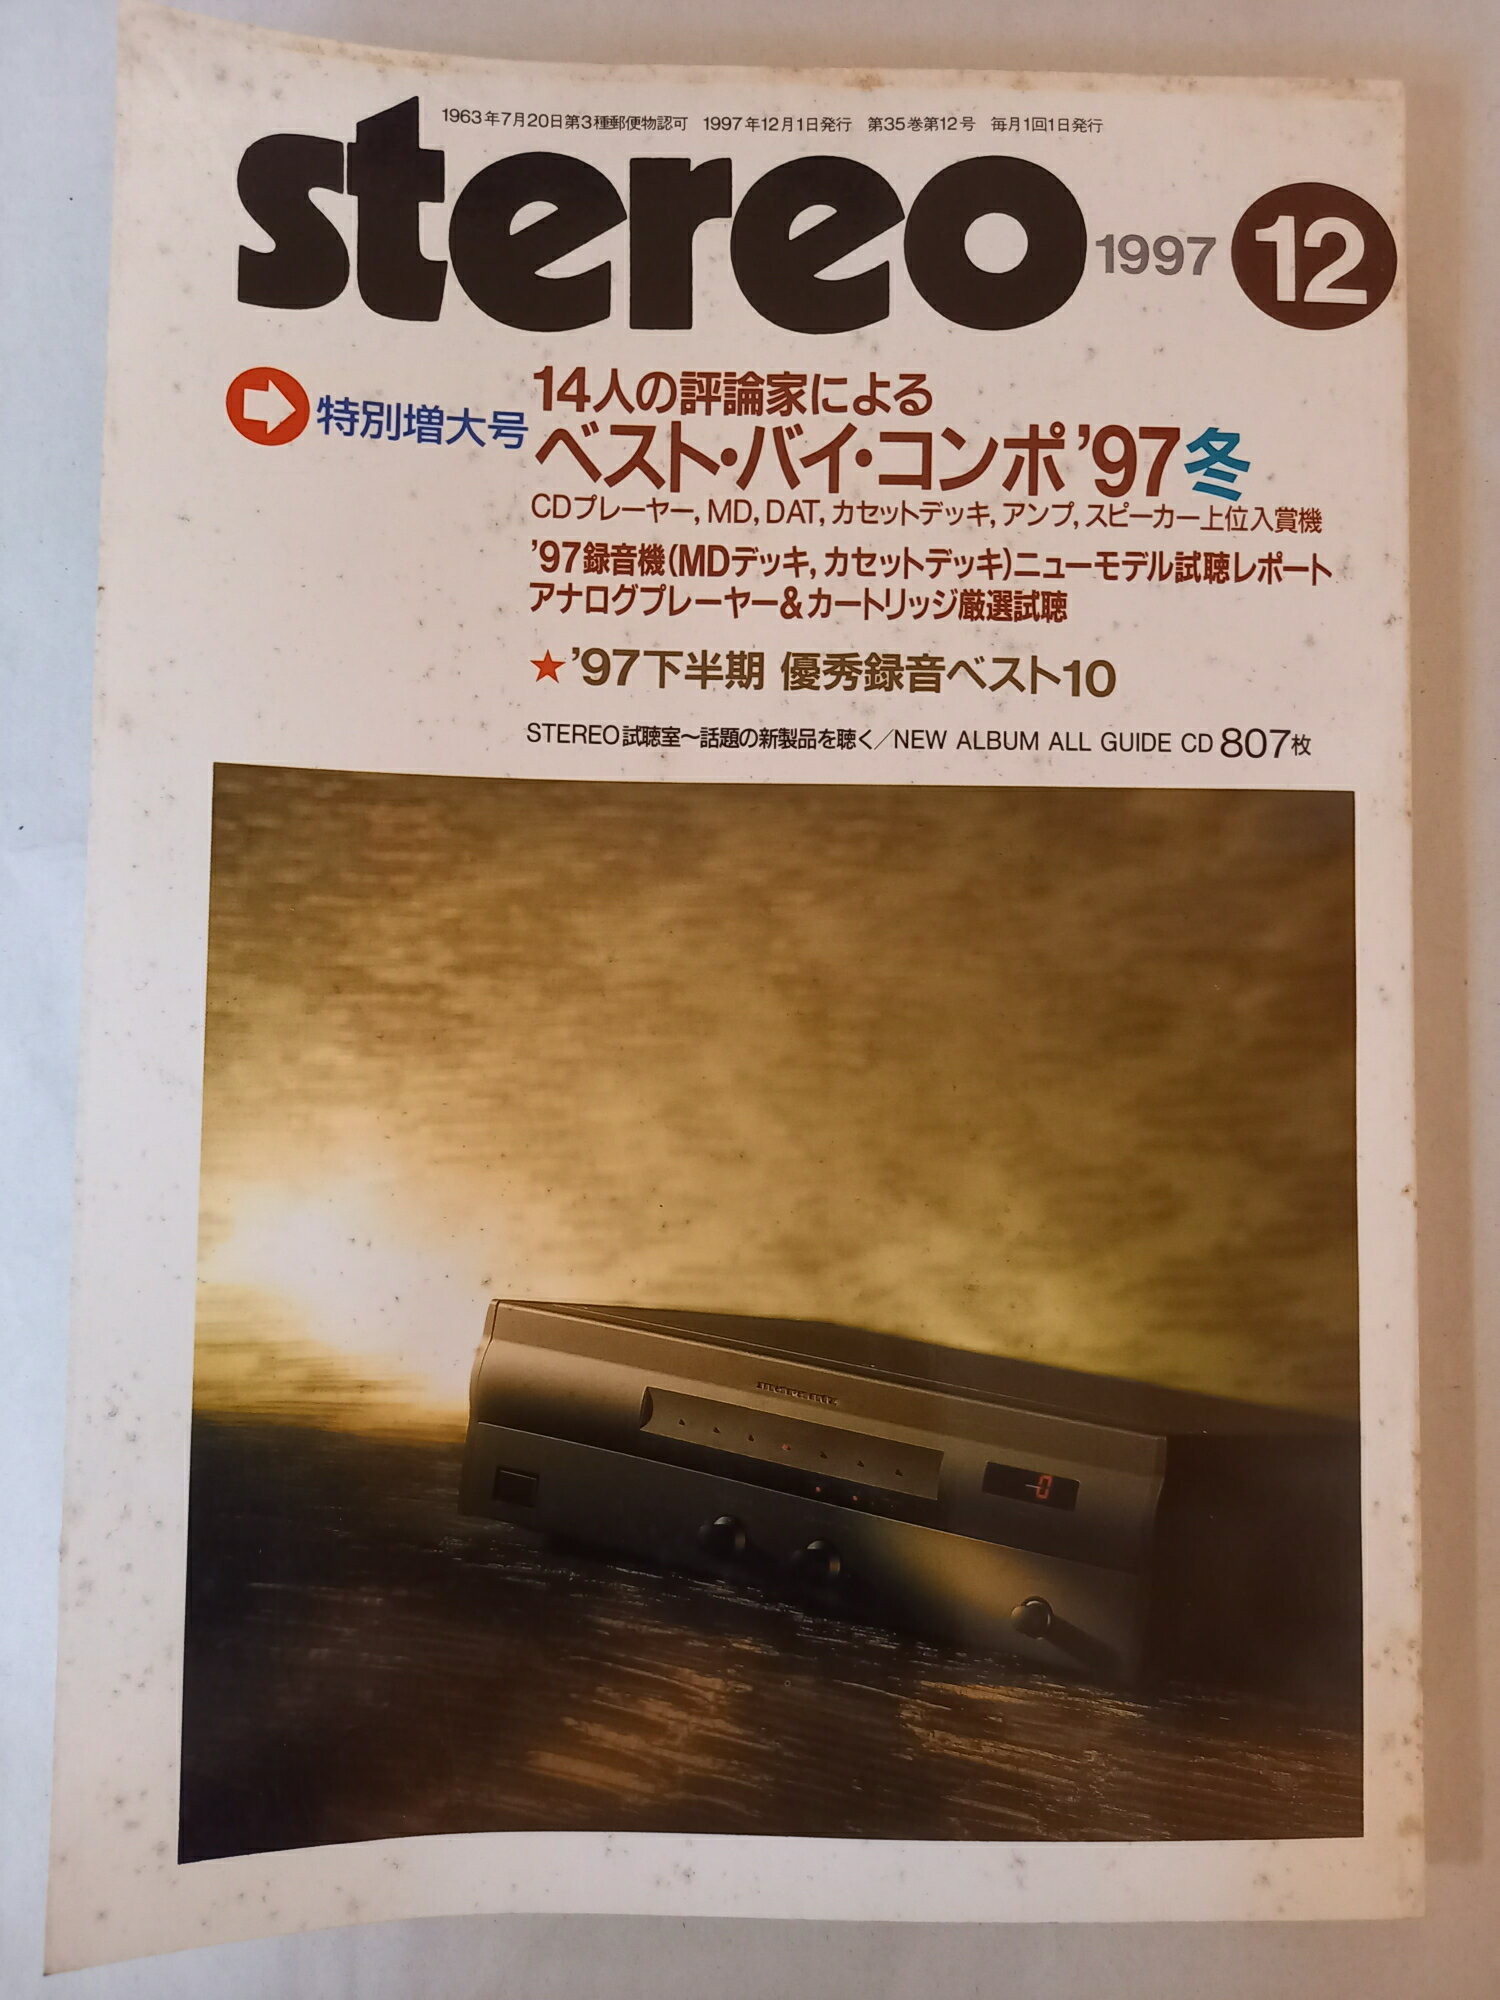 1963年7月20日第3種郵便物認可 1997年12月1日発行 第35巻第12号 毎月1回1日発行
stereo 1997 12
特別増大号
14人の評論家による
ベスト・バイ・コンポ'97冬
CDプレーヤー, MD, DAT, カセットデッキ, アンプ, スピーカー上位入賞機
'97録音機(MDデッキ, カセットデッキ)ニューモデル試聴レポート
アナログプレーヤー&カートリッジ厳選試聴
★'97下半期 優秀録音ベスト10
STEREO試聴室～話題の新製品を聴く/NEW ALBUM ALL GUIDE CD 807枚
marantz
-0